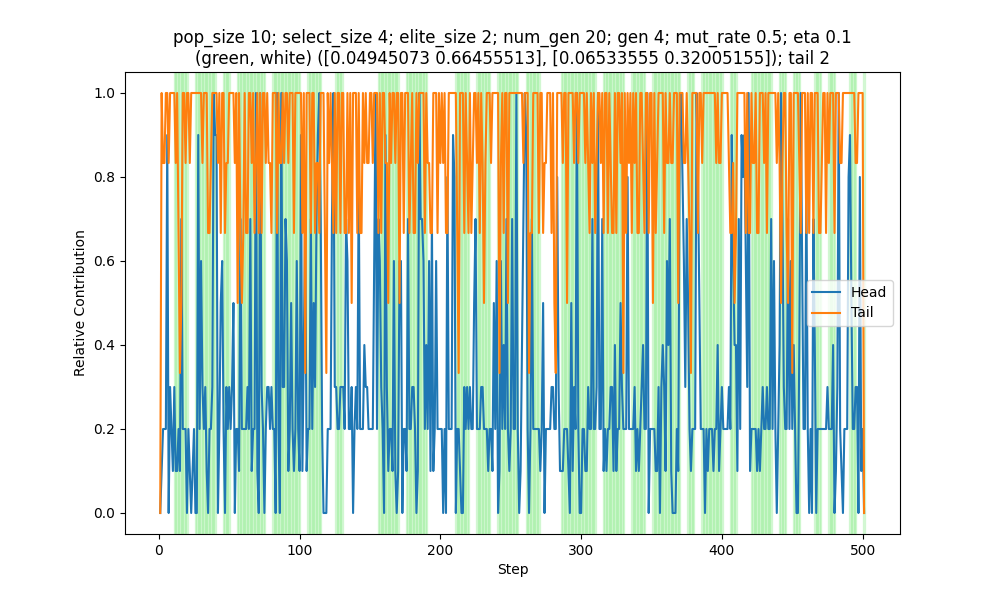 pop_size 10; select_size 4; elite_size 2; num_gen 20; gen 4; mut_rate 0.5; eta 0.1
(green, white) ([0.04945073 0.66455513], [0.06533555 0.32005155]); tail 2
1.0
0.8
0.6
0.4
0.2
0.0
Relative Contribution
Head
Tail
0
100
200
300
400
500
Step